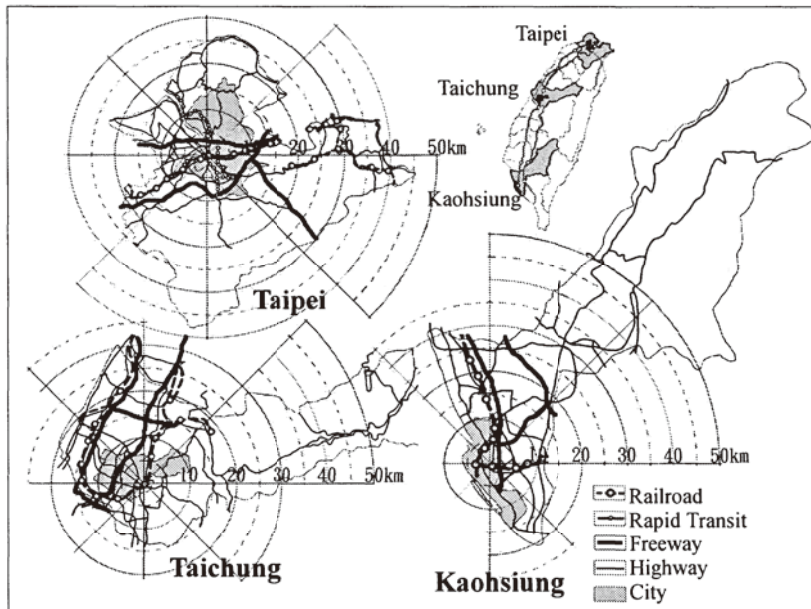 Taipei
Taichung
Kaohsiung
20 30 40 50km
Taipei
10 20 30 40 50km
Taichung
10 20 30 40 50km
Kaohsiung
Railroad
Rapid Transit
Freeway
Highway
City